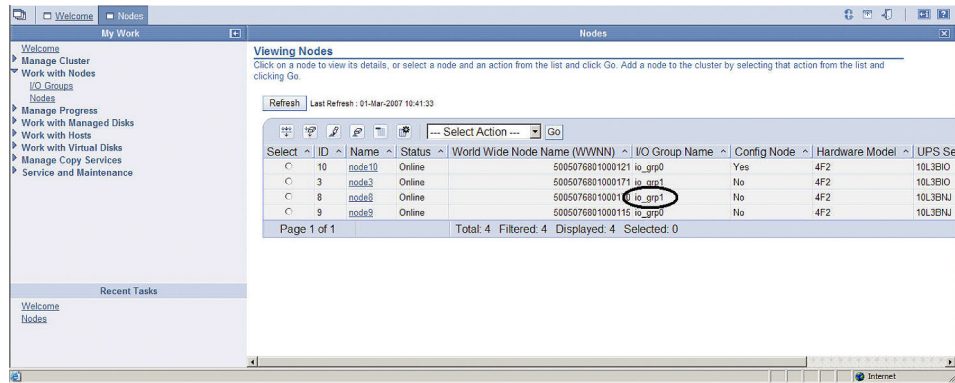 Welcome Nodes
My Work
Nodes
Welcome
Manage Cluster
Work with Nodes
I/O Groups
Nodes
Manage Progress
Work with Managed Disks
Work with Hosts
Work with Virtual Disks
Manage Copy Services
Service and Maintenance
Recent Tasks
Welcome
Nodes
Viewing Nodes
Click on a node to view its details, or select a node and an action from the list and click Go. Add a node to the cluster by selecting that action from the list and
clicking Go.
Refresh Last Refresh : 01-Mar-2007 10:41:33
--- Select Action --- Go
Select ID Name Status World Wide Node Name (WWNN) I/O Group Name Config Node Hardware Model UPS Se
10 node10 Online 5005076801000121 io_grp0 Yes 4F2 10L3BIO
3 node3 Online 5005076801000171 io_grp1 No 4F2 10L3BIO
8 node8 Online io_grp1 No 4F2 10L3BNJ
9 node9 Online 5005076801000115 io_grp0 No 4F2 10L3BNJ
Page 1 of 1 Total: 4 Filtered: 4 Displayed: 4 Selected: 0
Internet